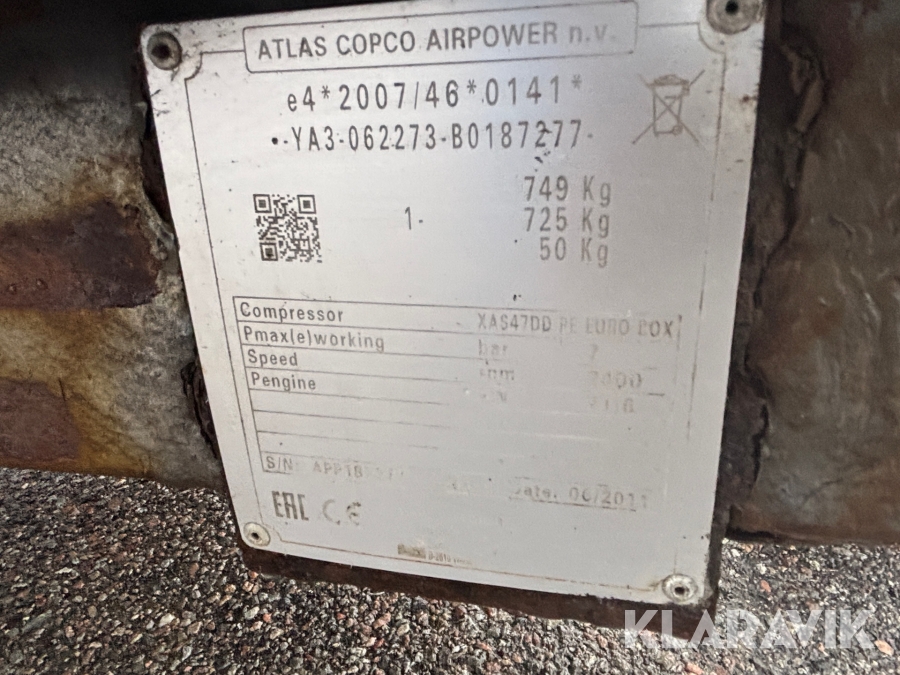 ATLAS COPCO AIRPOWER n.v.
e4*2007/46*0141*
YA3-062273-B0187277
749 Kg
1- 725 Kg
50 Kg
Compressor XAS47DD PE EURO BOX
Pmax(e)working bar 7
Speed rpm
Pengine
S/N: Date: 06/2011
EAC CE
KLARAVIK